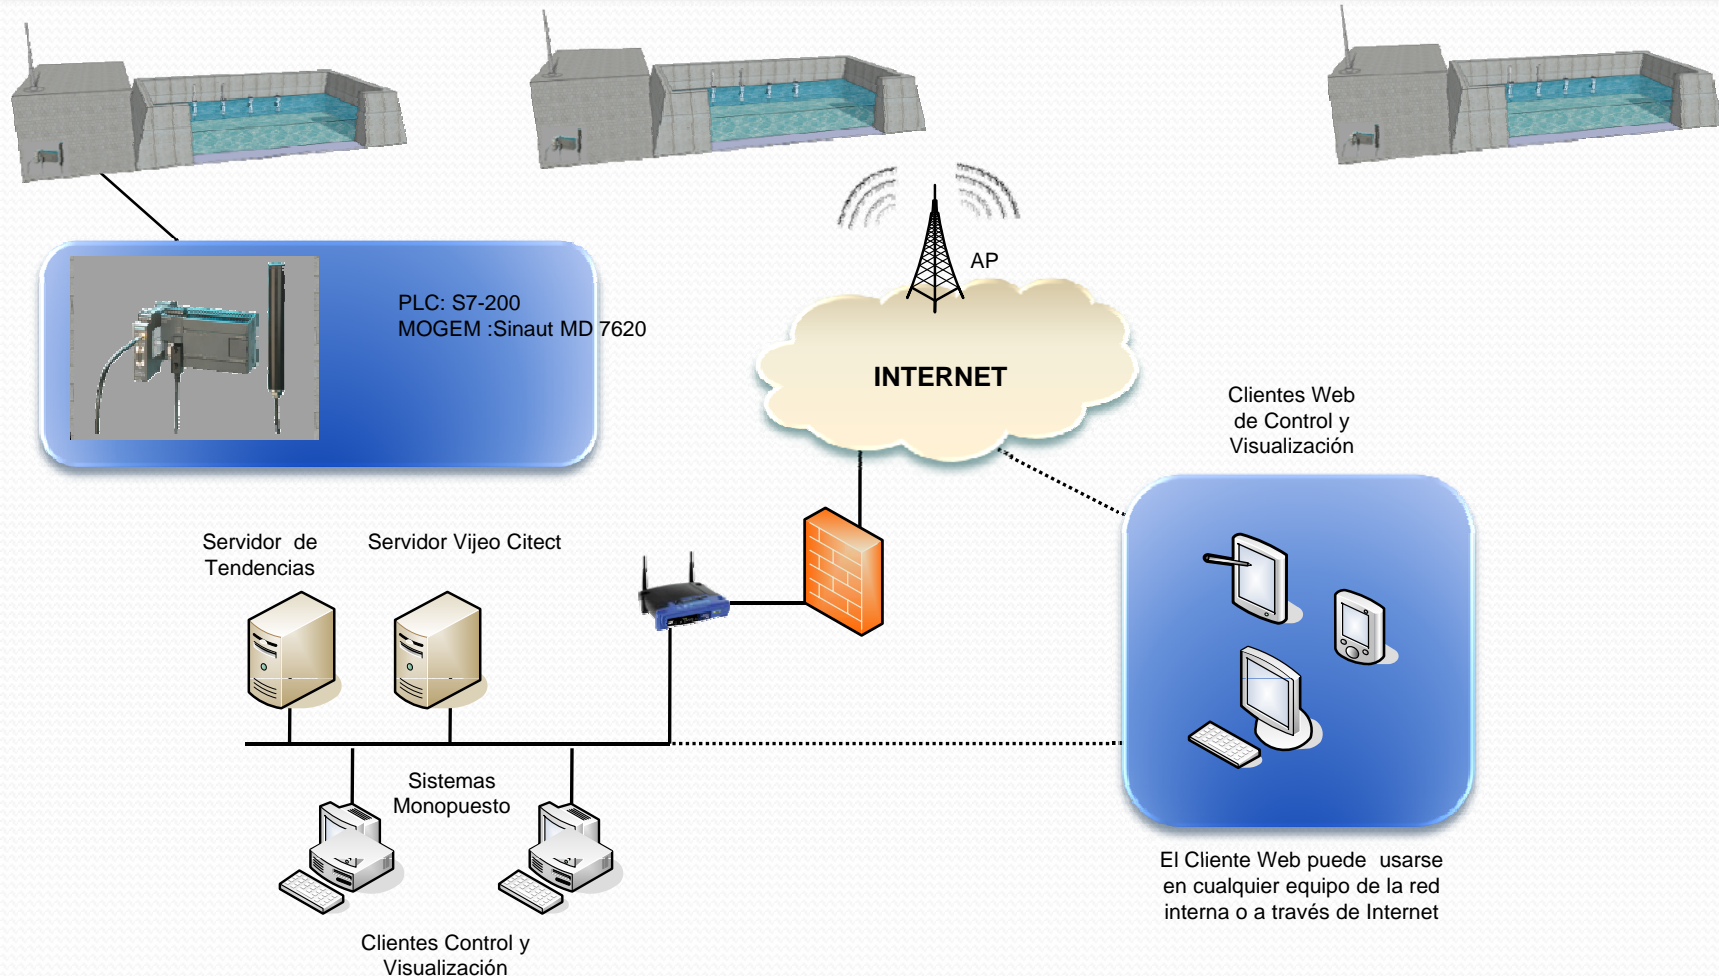 AP
PLC: S7-200
MOGEM :Sinaut MD 7620
INTERNET
Clientes Web
de Control y
Visualización
Servidor de
Tendencias
Servidor Vijeo Citect
Sistemas
Monopuesto
El Cliente Web puede usarse
en cualquier equipo de la red
interna o a través de Internet
Clientes Control y
Visualización